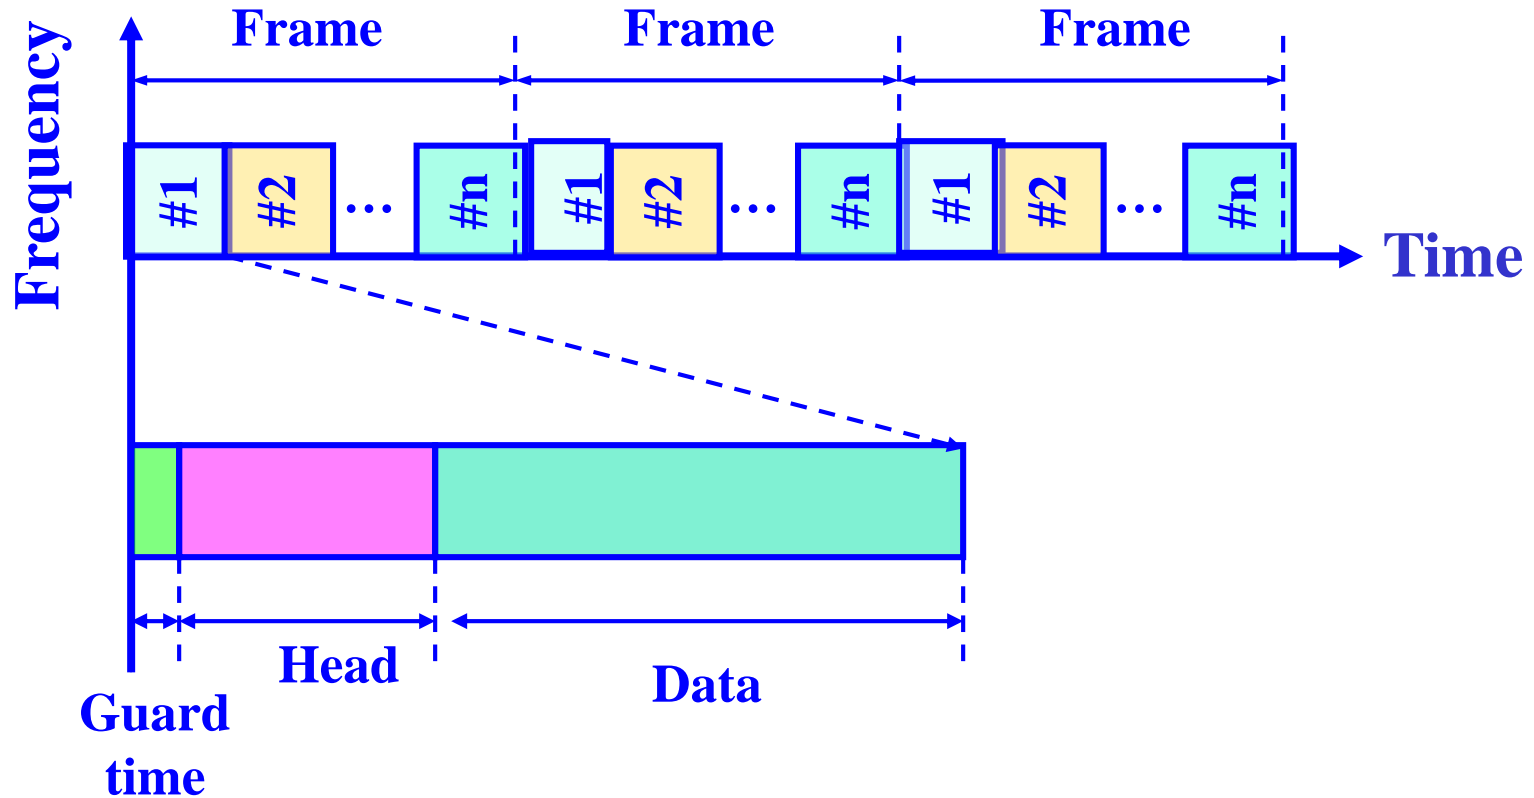 Frame Frame Frame
Frequency
#1 #2 … #n #1 #2 … #n #1 #2 … #n
Time
Head
Data
Guard
time